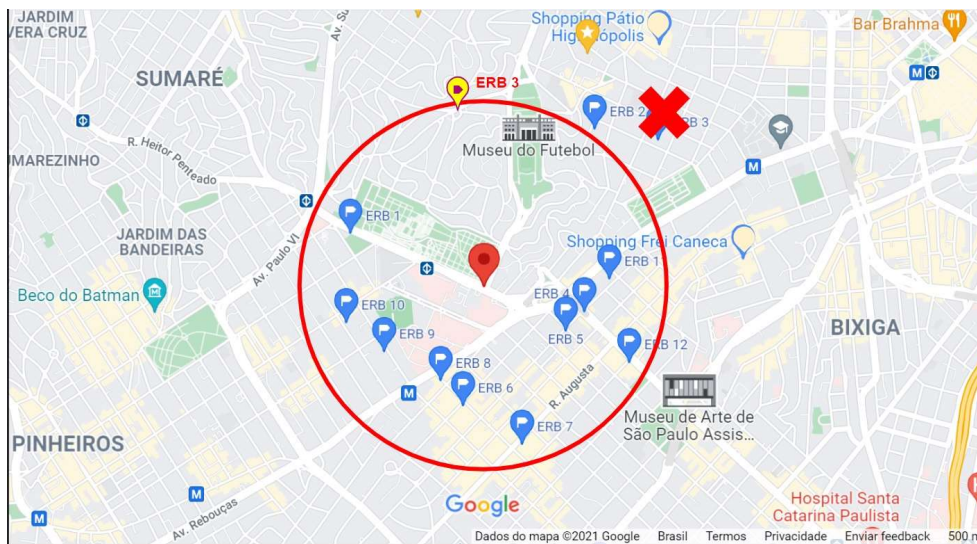 JARDIM
VERA CRUZ
SUMARÉ
UMAREZINHO
R. Heitor Penteado
JARDIM DAS
BANDEIRAS
Av. Paulo VI
Beco do Batman
PINHEIROS
Av. Rebouças
ERB 3
Museu do Futebol
Shopping Pátio
Higienópolis
Bar Brahma
ERB 2
ERB 3
ERB 1
Shopping Frei Caneca
ERB 4
ERB 5
ERB 10
ERB 9
ERB 8
ERB 6
ERB 7
ERB 12
R. Augusta
BIXIGA
Museu de Arte de
São Paulo Assis...
Hospital Santa
Catarina Paulista
Google
Dados do mapa ©2021 Google Brasil Termos Privacidade Enviar feedback 500